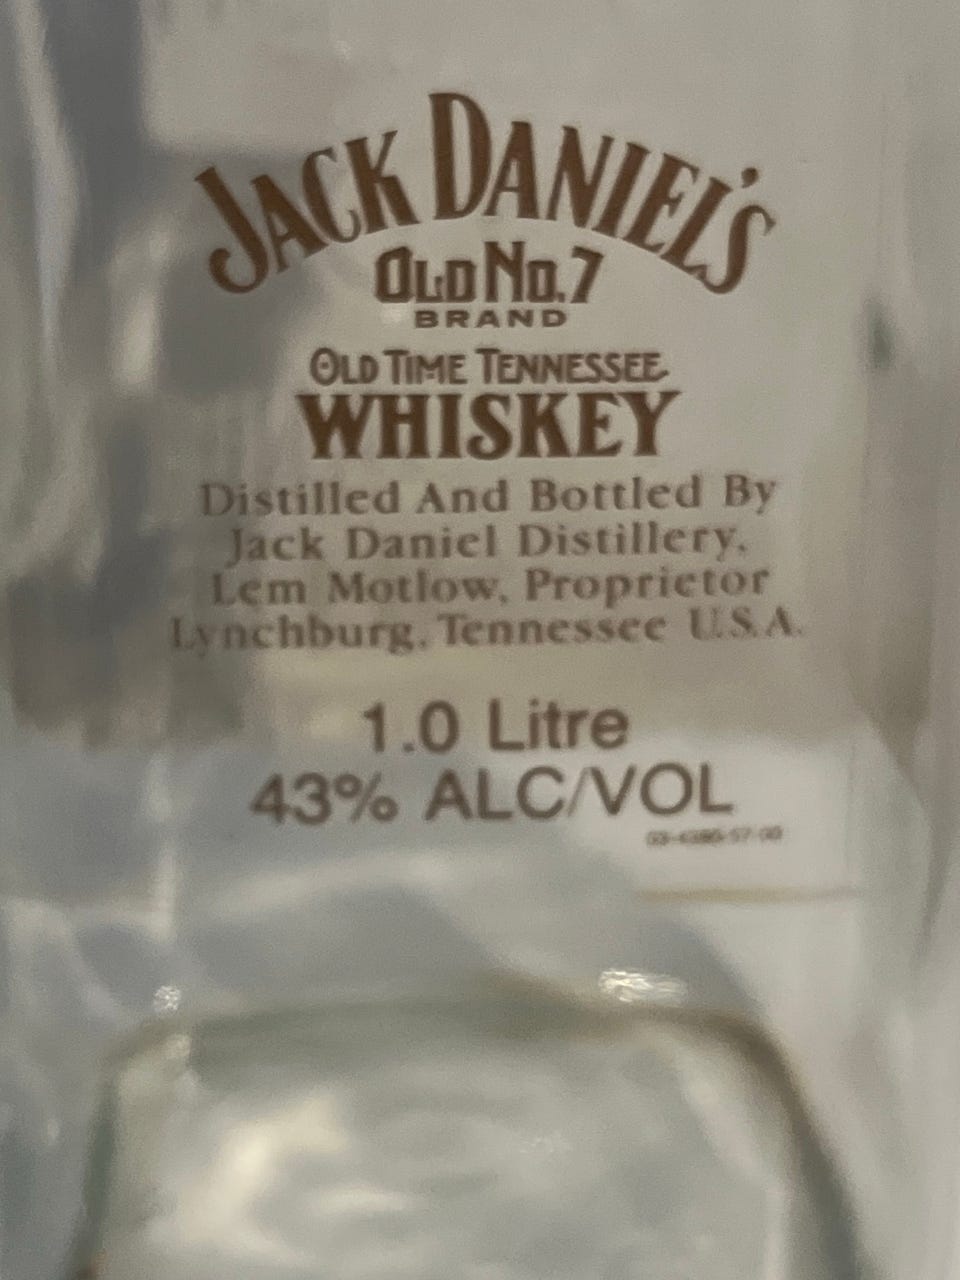 JACK DANIEL'S
OLD No. 7
BRAND
OLD TIME TENNESSEE
WHISKEY
Distilled And Bottled By
Jack Daniel Distillery,
Lem Motlow, Proprietor
Lynchburg, Tennessee U.S.A.
1.0 Litre
43% ALC/VOL